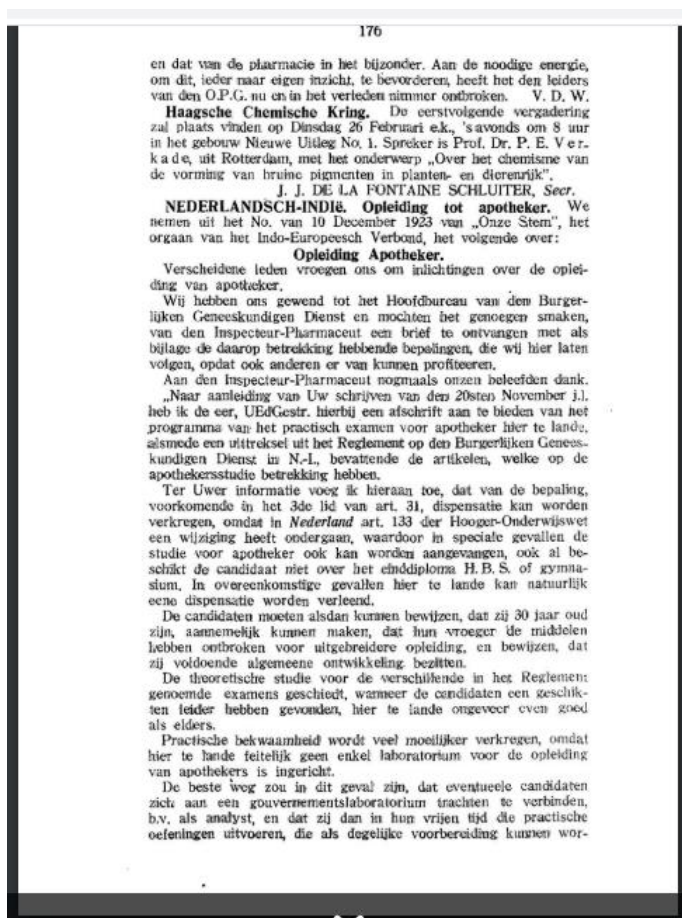 176
en dat van de pharmacie in het bijzonder. Aan de noodige energie,
om dit, ieder naar eigen inzicht, te bevorderen, heeft het den leiders
van den O.P.G. nu en in het verleden nimmer ontbroken. V. D. W.
Haagsche Chemische Kring. De eerstvolgende vergadering
zal plaats vinden op Dinsdag 26 Februari e.k., 's avonds om 8 uur
in het gebouw Nieuwe Uitleg No. 1. Spreker is Prof. Dr. P. E. Ver-
kade, uit Rotterdam, met het onderwerp „Over het chemisme van
de vorming van bruine pigmenten in planten- en dierenrijk".
J. J. DE LA FONTAINE SCHLUITER, Secr.
NEDERLANDSCH-INDIë. Opleiding tot apotheker. We
nemen uit het No. van 10 December 1923 van „Onze Stem", het
orgaan van het Indo-Europeesch Verbond, het volgende over:
Opleiding Apotheker.
Verscheidene leden vroegen ons om inlichtingen over de oplei-
ding van apotheker.
Wij hebben ons gewend tot het Hoofdbureau van den Burger-
lijken Geneeskundigen Dienst en mochten het genoegen smaken,
van den Inspecteur-Pharmaceut een brief te ontvangen met als
bijlage de daarop betrekking hebbende bepalingen, die wij hier laten
volgen, opdat ook anderen er van kunnen profiteeren.
Aan den Inspecteur-Pharmaceut nogmaals onzen beleefden dank.
„Naar aanleiding van Uw schrijven van den 20sten November j.l.
heb ik de eer, UEdGestr. hierbij een afschrift aan te bieden van het
programma van het practisch examen voor apotheker hier te lande,
alsmede een uittreksel uit het Reglement op den Burgerlijken Genees-
kundigen Dienst in N.-I., bevattende de artikelen, welke op de
apothekersstudie betrekking hebben.
Ter Uwer informatie voeg ik hieraan toe, dat van de bepaling,
voorkomende in het 3de lid van art. 31, dispensatie kan worden
verkregen, omdat in Nederland art. 133 der Hooger-Onderwijswet
een wijziging heeft ondergaan, waardoor in speciale gevallen de
studie voor apotheker ook kan worden aangevangen, ook al be-
schikt de candidaat niet over het einddiploma H. B. S. of gymna-
sium. In overeenkomstige gevallen hier te lande kan natuurlijk
eene dispensatie worden verleend.
De candidaten moeten alsdan kunnen bewijzen, dat zij 30 jaar oud
zijn, aannemelijk kunnen maken, dat hun vroeger de middelen
hebben ontbroken voor uitgebreidere opleiding, en bewijzen, dat
zij voldoende algemeene ontwikkeling bezitten.
De theoretische studie voor de verschillende in het Reglement
genoemde examens geschiedt, wanneer de candidaten een geschik-
ten leider hebben gevonden, hier te lande ongeveer even goed
als elders.
Practische bekwaamheid wordt veel moeilijker verkregen, omdat
hier te lande feitelijk geen enkel laboratorium voor de opleiding
van apothekers is ingericht.
De beste weg zou in dit geval zijn, dat eventueele candidaten
zich aan een gouvernementslaboratorium trachten te verbinden,
b.v. als analyst, en dat zij dan in hun vrijen tijd die practische
oefeningen uitvoeren, die als degelijke voorbereiding kunnen wor-